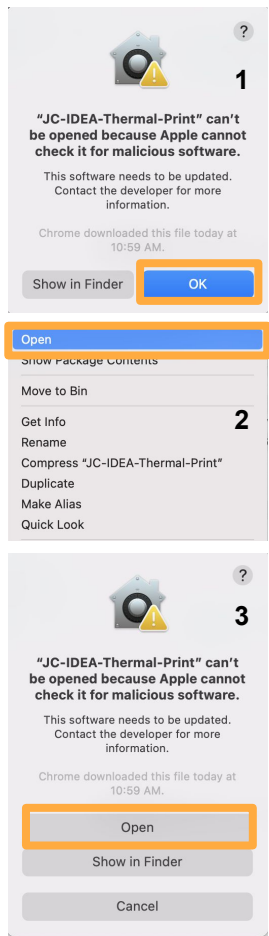 ?
1
“JC-IDEA-Thermal-Print” can’t
be opened because Apple cannot
check it for malicious software.
This software needs to be updated.
Contact the developer for more
information.
Chrome downloaded this file today at
10:59 AM.
Show in Finder
OK
Open
Show Package Contents
Move to Bin
2
Get Info
Rename
Compress “JC-IDEA-Thermal-Print”
Duplicate
Make Alias
Quick Look
?
3
“JC-IDEA-Thermal-Print” can’t
be opened because Apple cannot
check it for malicious software.
This software needs to be updated.
Contact the developer for more
information.
Chrome downloaded this file today at
10:59 AM.
Open
Show in Finder
Cancel